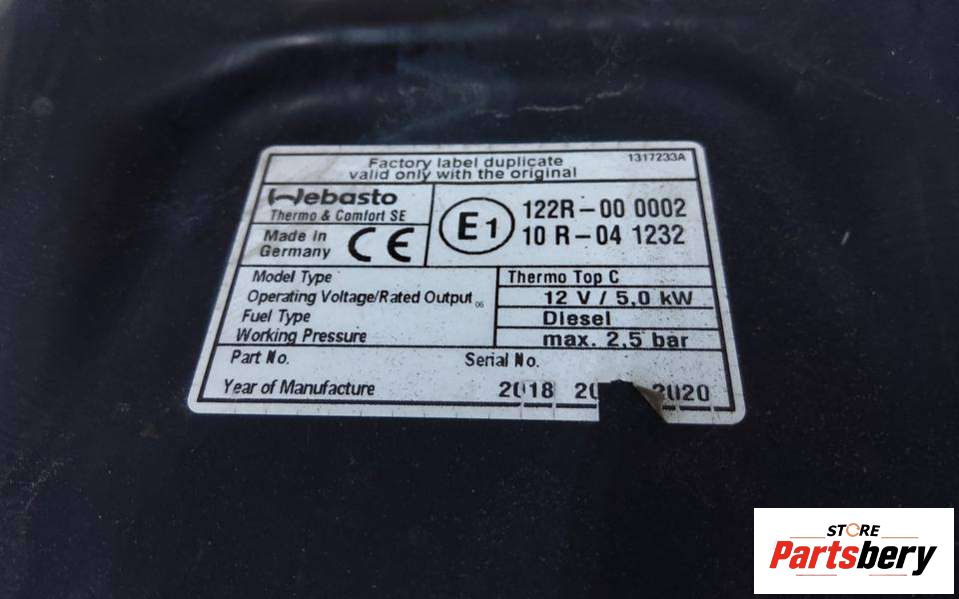 Factory label duplicate
valid only with the original
1317233A
Webasto
Thermo & Comfort SE
Made in
Germany
CE
E1
122R-00 0002
10 R-04 1232
Model Type
Thermo Top C
Operating Voltage/Rated Output
06
12 V / 5,0 kW
Fuel Type
Diesel
Working Pressure
max. 2,5 bar
Part No.
Serial No.
Year of Manufacture
2018
2020
STORE
Partsbery